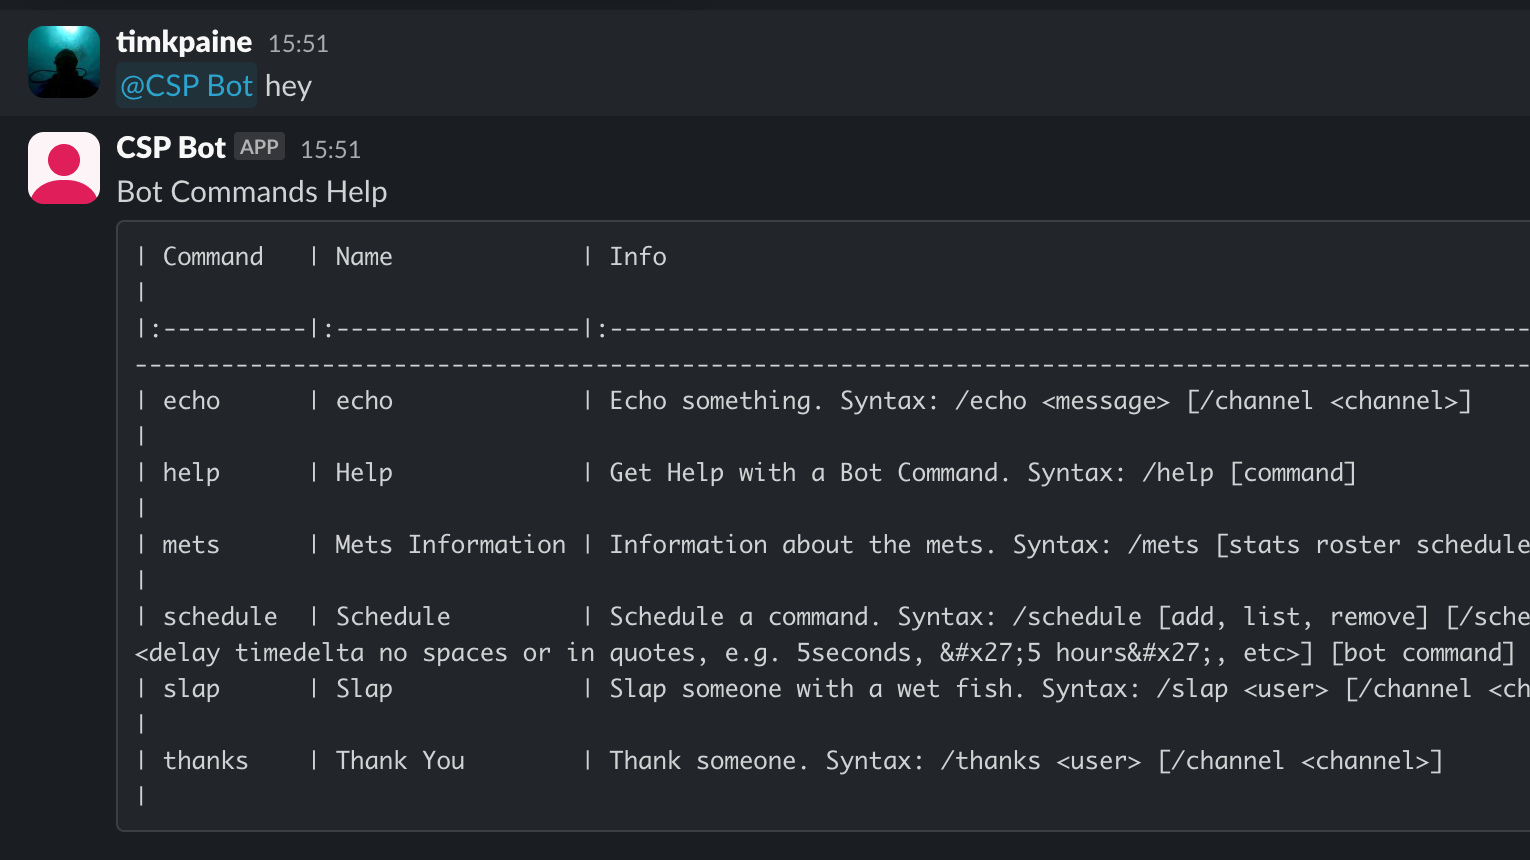 timkpaine 15:51
@CSP Bot hey
CSP Bot APP 15:51
Bot Commands Help
| Command   | Name             | Info
|
|:----------|:-----------------|:----------------------------------------------------------------
-------------------------------------------------------------------------------------------------
| echo      | echo             | Echo something. Syntax: /echo <message> [/channel <channel>]
|
| help      | Help             | Get Help with a Bot Command. Syntax: /help [command]
|
| mets      | Mets Information | Information about the mets. Syntax: /mets [stats roster schedule
|
| schedule  | Schedule         | Schedule a command. Syntax: /schedule [add, list, remove] [/sche
<delay timedelta no spaces or in quotes, e.g. 5seconds, &#x27;5 hours&#x27;, etc>] [bot command]
| slap      | Slap             | Slap someone with a wet fish. Syntax: /slap <user> [/channel <ch
|
| thanks    | Thank You        | Thank someone. Syntax: /thanks <user> [/channel <channel>]
|